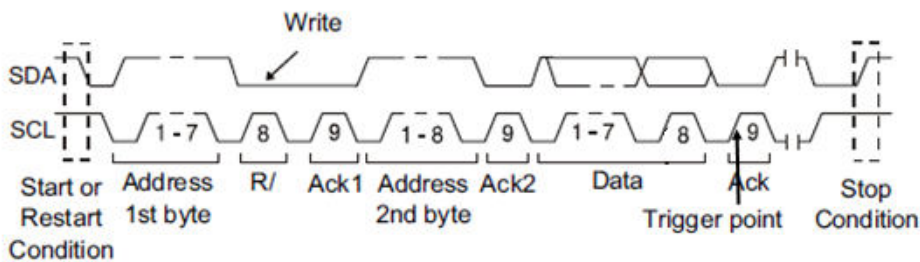 Write
SDA
SCL
1 - 7
8
9
1 - 8
9
1 - 7
8
9
Start or
Restart
Condition
Address
1st byte
R/
Ack1
Address
2nd byte
Ack2
Data
Ack
Trigger point
Stop
Condition